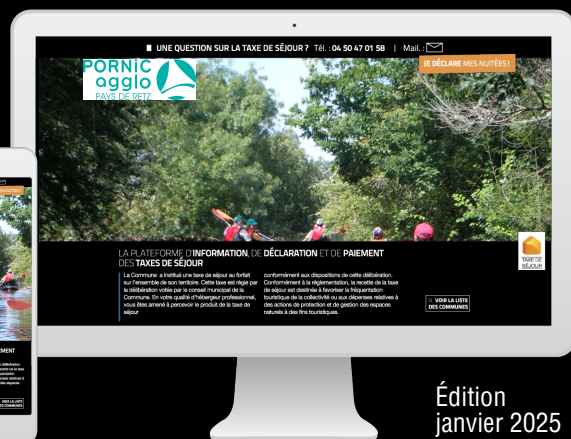 UNE QUESTION SUR LA TAXE DE SÉJOUR ? Tél. : 04 50 47 01 58 | Mail. :
JE DÉCLARE MES NUITÉES !
PORNIC
agglo
PAYS DE RETZ
LA PLATEFORME D'INFORMATION, DE DÉCLARATION ET DE PAIEMENT
DES TAXES DE SÉJOUR
La Commune a institué une taxe de séjour au forfait
sur l'ensemble de son territoire. Cette taxe est régie par
la délibération votée par le conseil municipal de la
Commune. En votre qualité d'hébergeur professionnel,
vous êtes amené à percevoir le produit de la taxe de
séjour
conformément aux dispositions de cette délibération.
Conformément à la réglementation, la recette de la taxe
de séjour est destinée à favoriser la fréquentation
touristique de la collectivité ou aux dépenses relatives à
des actions de protection et de gestion des espaces
naturels à des fins touristiques.
TAXE DE
SÉJOUR
VOIR LA LISTE
DES COMMUNES
Édition
janvier 2025